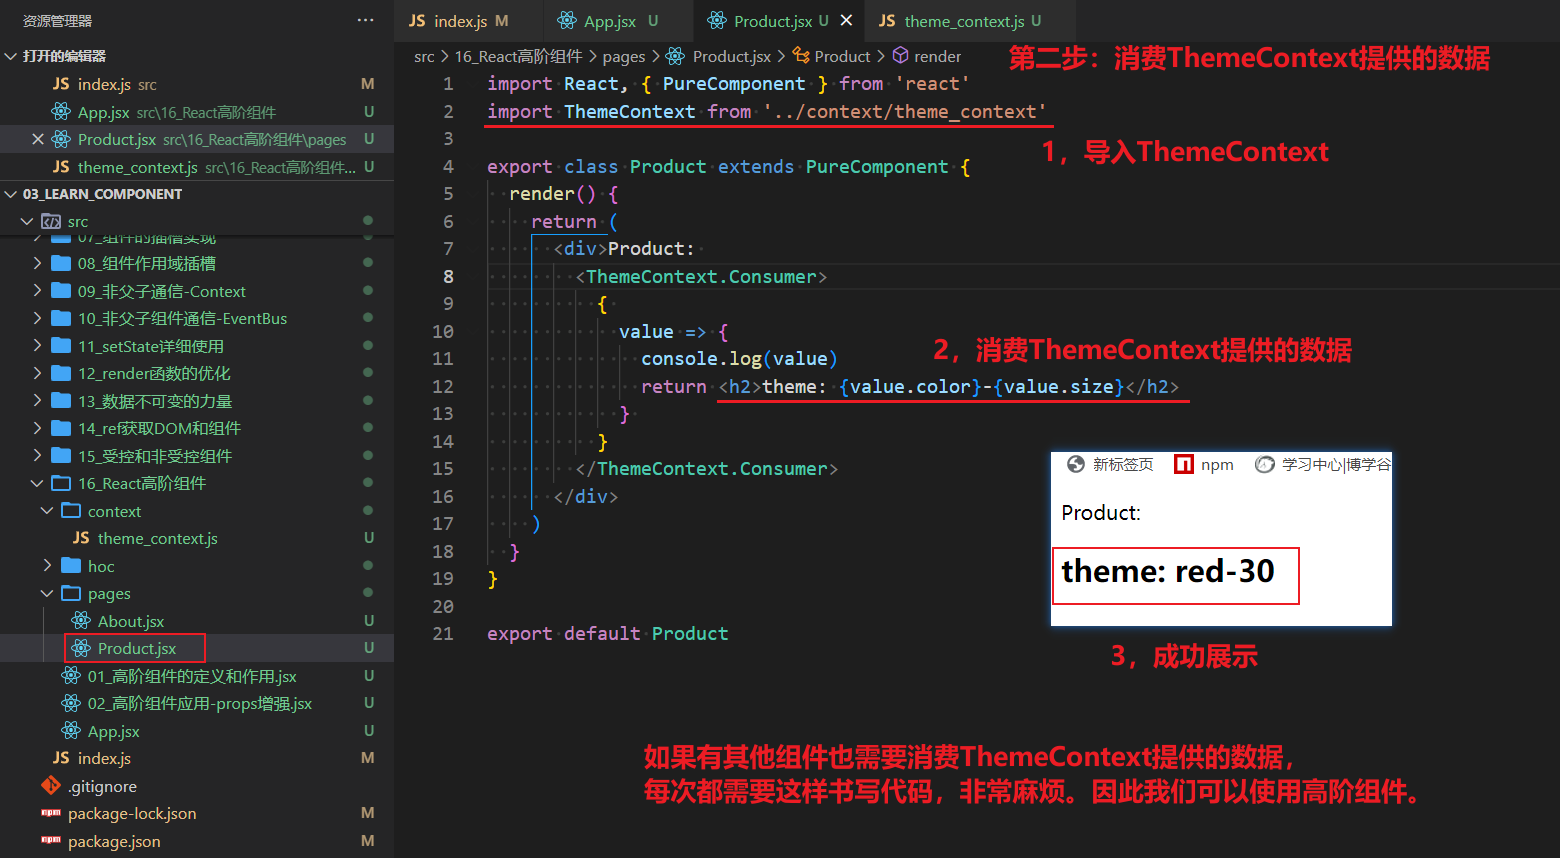 资源管理器 ···
打开的编辑器
JS index.js src M
App.jsx src\16_React高阶组件 U
Product.jsx src\16_React高阶组件\pages U
JS theme_context.js src\16_React高阶组件... U
03_LEARN_COMPONENT
src
07_组件的插槽实现
08_组件作用域插槽
09_非父子通信-Context
10_非父子组件通信-EventBus
11_setState详细使用
12_render函数的优化
13_数据不可变的力量
14_ref获取DOM和组件
15_受控和非受控组件
16_React高阶组件
context
JS theme_context.js U
hoc
pages
About.jsx U
Product.jsx U
01_高阶组件的定义和作用.jsx U
02_高阶组件应用-props增强.jsx U
App.jsx U
JS index.js M
.gitignore
package-lock.json M
package.json M
JS index.js M App.jsx U Product.jsx U JS theme_context.js U
src > 16_React高阶组件 > pages > Product.jsx > Product > render
第二步：消费ThemeContext提供的数据
1 import React, { PureComponent } from 'react'
2 import ThemeContext from '../context/theme_context'
3
1，导入ThemeContext
4 export class Product extends PureComponent {
5 render() {
6 return (
7 <div>Product:
8 <ThemeContext.Consumer>
9 {
10 value => {
11 console.log(value)
2，消费ThemeContext提供的数据
12 return <h2>theme: {value.color}-{value.size}</h2>
13 }
14 }
15 </ThemeContext.Consumer>
16 </div>
17 )
18 }
19 }
20
21 export default Product
新标签页 npm 学习中心|博学谷
Product:
theme: red-30
3，成功展示
如果有其他组件也需要消费ThemeContext提供的数据，
每次都需要这样书写代码，非常麻烦。因此我们可以使用高阶组件。